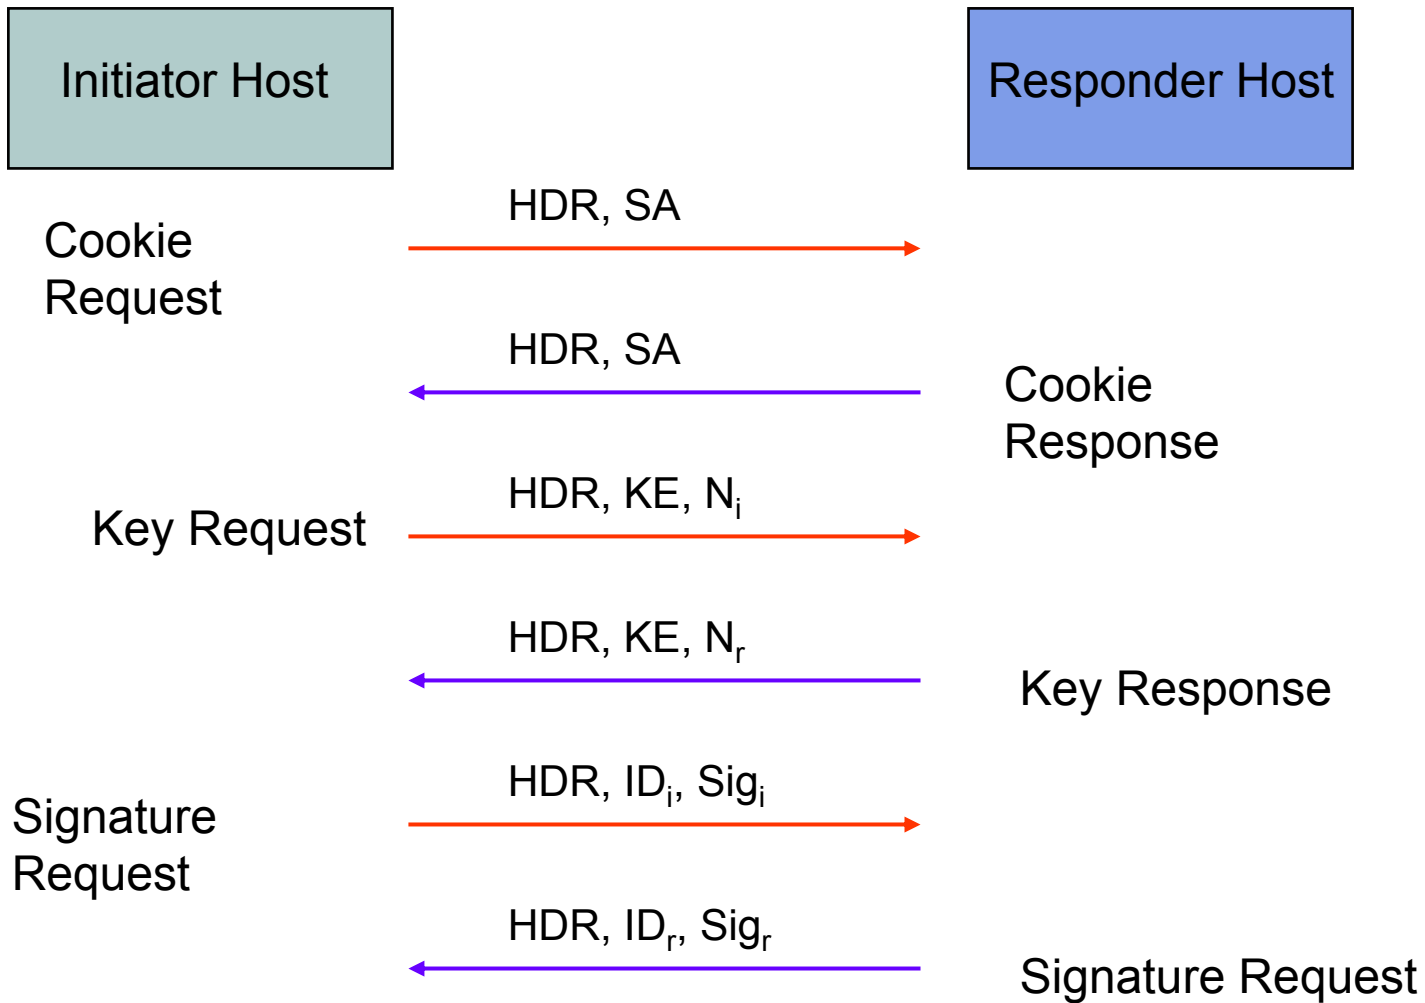 Initiator Host
Responder Host
HDR, SA
Cookie
Request
HDR, SA
Cookie
Response
HDR, KE, Nᵢ
Key Request
HDR, KE, Nᵣ
Key Response
HDR, IDᵢ, Sigᵢ
Signature
Request
HDR, IDᵣ, Sigᵣ
Signature Request